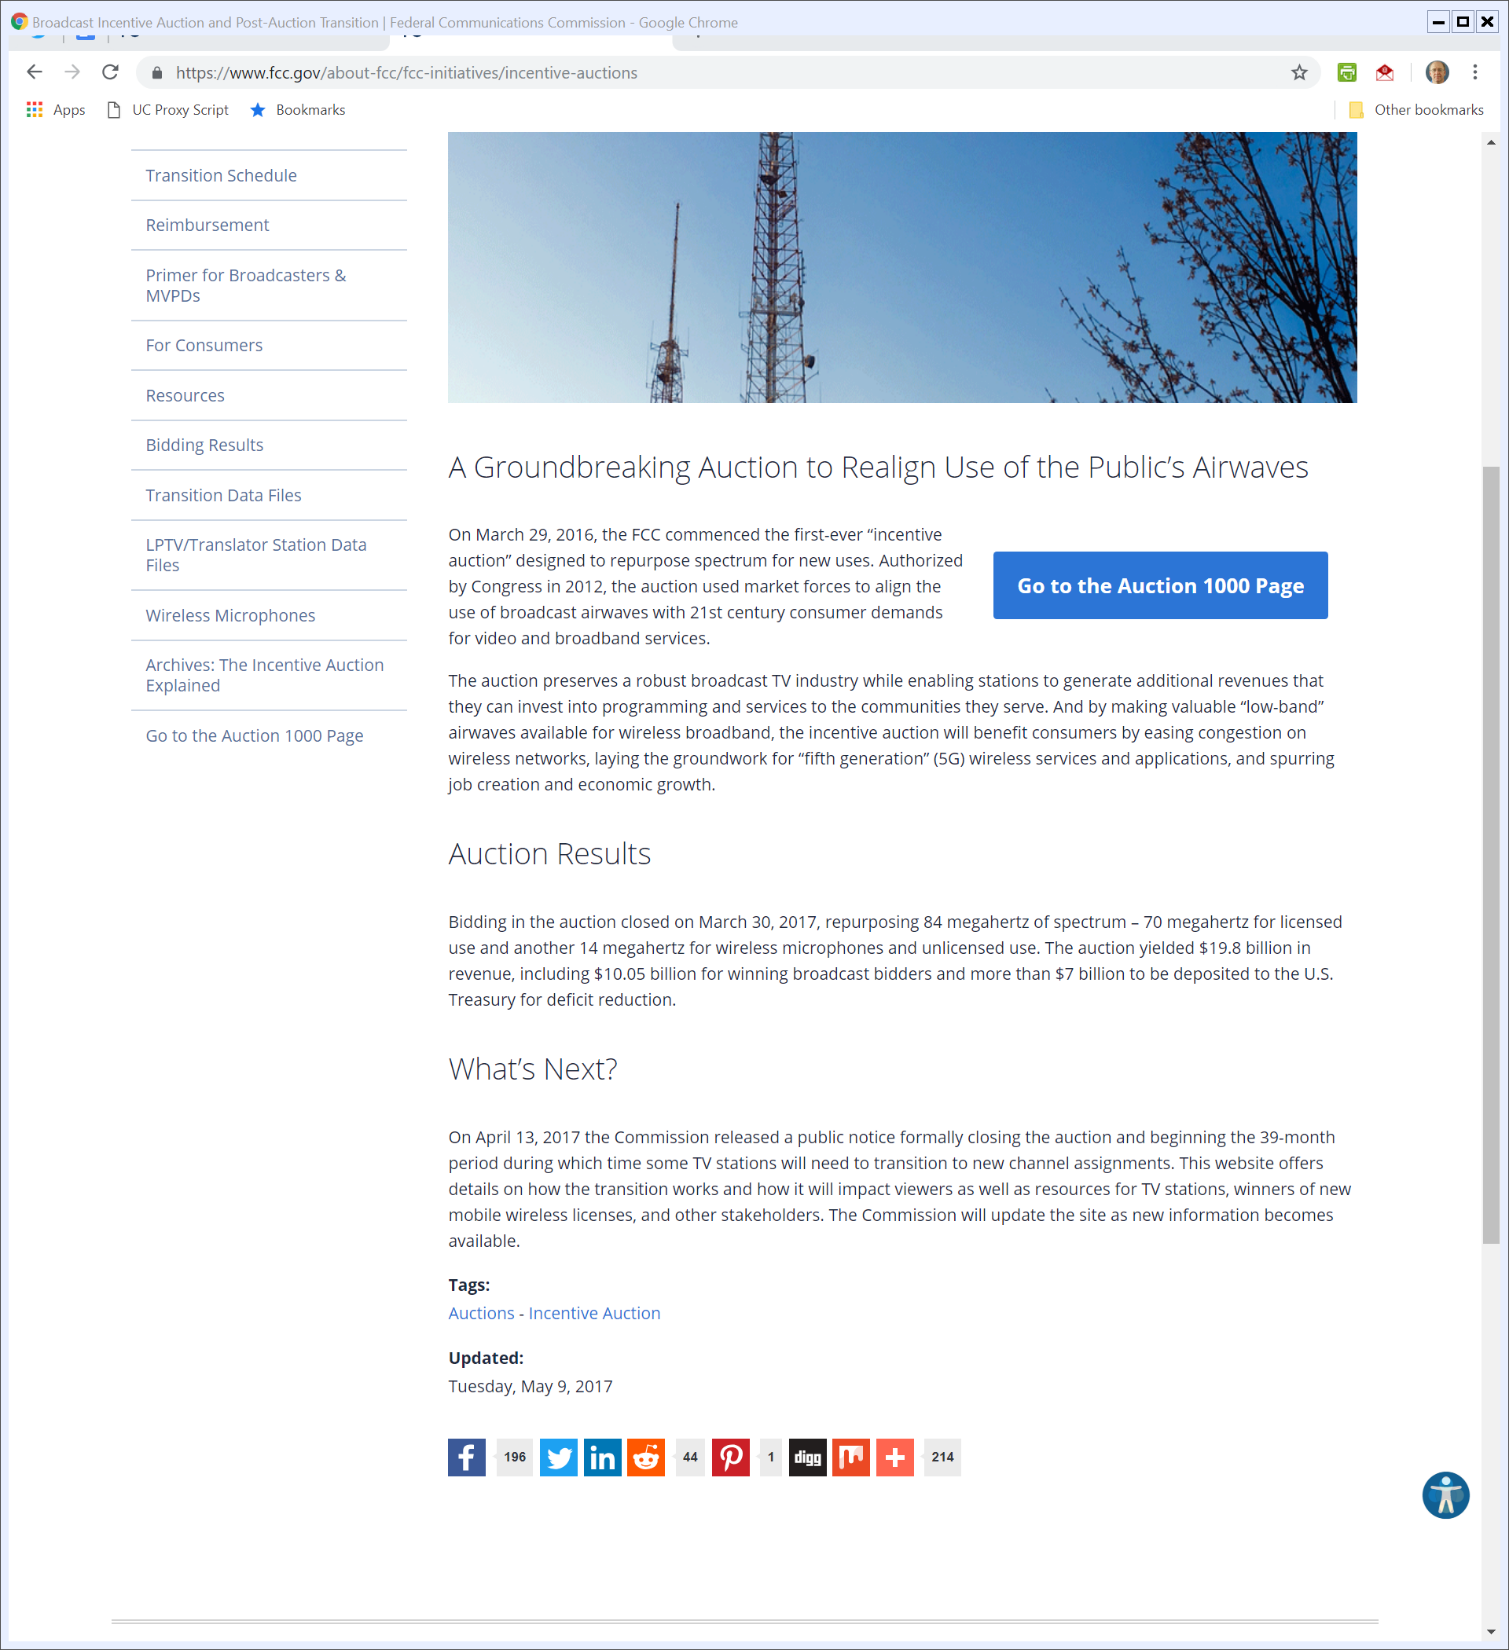 Broadcast Incentive Auction and Post-Auction Transition | Federal Communications Commission - Google Chrome
https://www.fcc.gov/about-fcc/fcc-initiatives/incentive-auctions
Apps UC Proxy Script Bookmarks Other bookmarks
Transition Schedule
Reimbursement
Primer for Broadcasters &
MVPDs
For Consumers
Resources
Bidding Results
Transition Data Files
LPTV/Translator Station Data
Files
Wireless Microphones
Archives: The Incentive Auction
Explained
Go to the Auction 1000 Page
A Groundbreaking Auction to Realign Use of the Public’s Airwaves
On March 29, 2016, the FCC commenced the first-ever “incentive
auction” designed to repurpose spectrum for new uses. Authorized
by Congress in 2012, the auction used market forces to align the
use of broadcast airwaves with 21st century consumer demands
for video and broadband services.
Go to the Auction 1000 Page
The auction preserves a robust broadcast TV industry while enabling stations to generate additional revenues that
they can invest into programming and services to the communities they serve. And by making valuable “low-band”
airwaves available for wireless broadband, the incentive auction will benefit consumers by easing congestion on
wireless networks, laying the groundwork for “fifth generation” (5G) wireless services and applications, and spurring
job creation and economic growth.
Auction Results
Bidding in the auction closed on March 30, 2017, repurposing 84 megahertz of spectrum – 70 megahertz for licensed
use and another 14 megahertz for wireless microphones and unlicensed use. The auction yielded $19.8 billion in
revenue, including $10.05 billion for winning broadcast bidders and more than $7 billion to be deposited to the U.S.
Treasury for deficit reduction.
What’s Next?
On April 13, 2017 the Commission released a public notice formally closing the auction and beginning the 39-month
period during which time some TV stations will need to transition to new channel assignments. This website offers
details on how the transition works and how it will impact viewers as well as resources for TV stations, winners of new
mobile wireless licenses, and other stakeholders. The Commission will update the site as new information becomes
available.
Tags:
Auctions - Incentive Auction
Updated:
Tuesday, May 9, 2017
196 in 44 1 digg 214